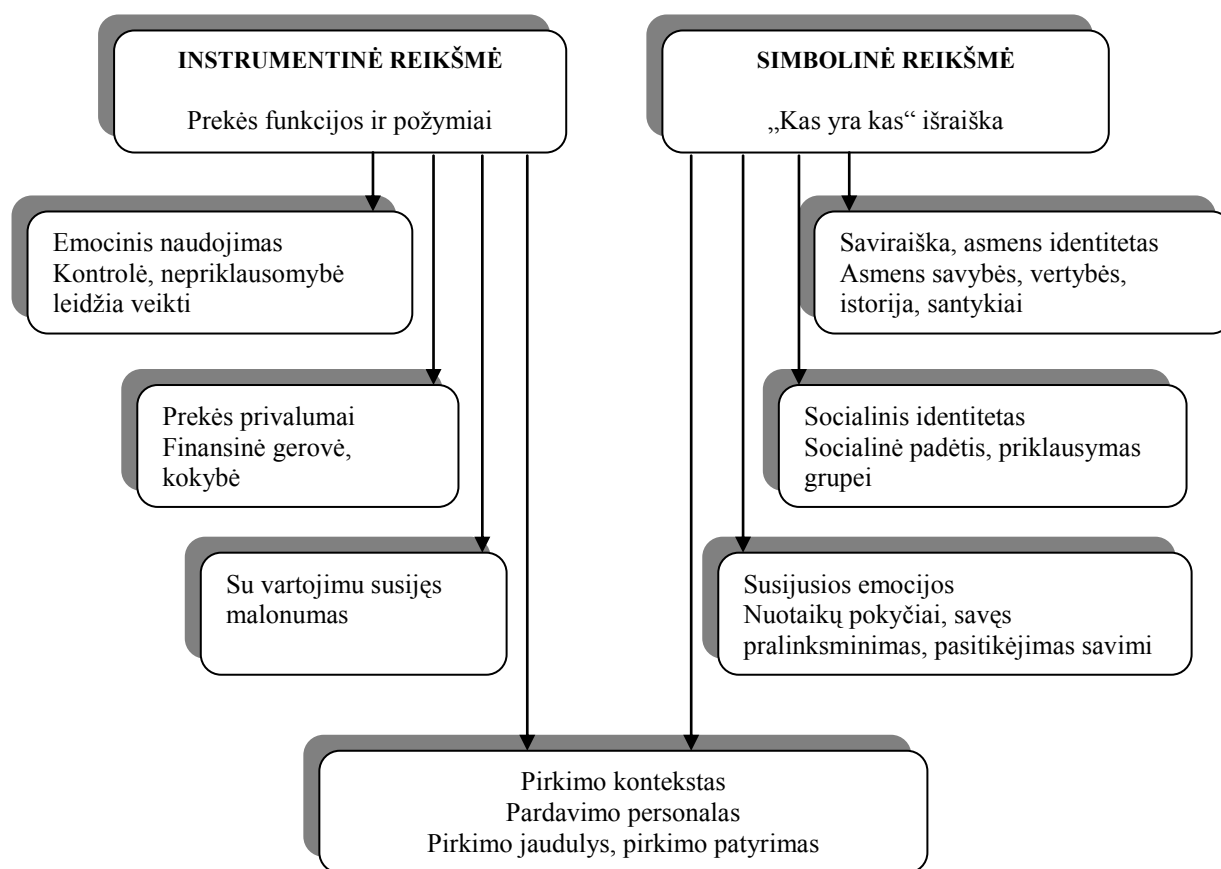 INSTRUMENTINĖ REIKŠMĖ
Prekės funkcijos ir požymiai
SIMBOLINĖ REIKŠMĖ
„Kas yra kas“ išraiška
Emocinis naudojimas
Kontrolė, nepriklausomybė
leidžia veikti
Saviraiška, asmens identitetas
Asmens savybės, vertybės,
istorija, santykiai
Prekės privalumai
Finansinė gerovė,
kokybė
Socialinis identitetas
Socialinė padėtis, priklausymas
grupei
Su vartojimu susijęs
malonumas
Susijusios emocijos
Nuotaikų pokyčiai, savęs
pralinksminimas, pasitikėjimas savimi
Pirkimo kontekstas
Pardavimo personalas
Pirkimo jaudulys, pirkimo patyrimas